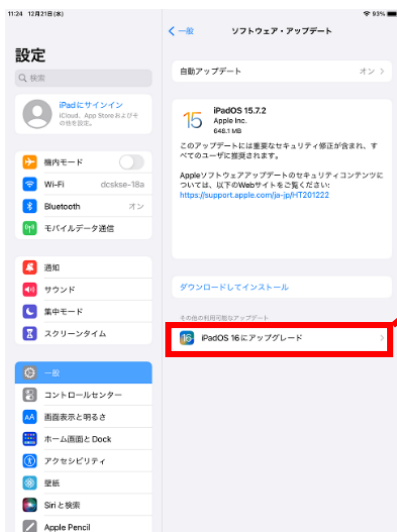 11:24 12月21日(水)
93%
設定
検索
iPadにサインイン
iCloud、App Storeおよびそ
の他を設定。
機内モード
Wi-Fi dcskse-18a
Bluetooth オン
モバイルデータ通信
通知
サウンド
集中モード
スクリーンタイム
一般
コントロールセンター
AA 画面表示と明るさ
ホーム画面とDock
アクセシビリティ
壁紙
Siriと検索
Apple Pencil
一般 ソフトウェア・アップデート
自動アップデート オン
15
iPadOS 15.7.2
Apple Inc.
648.1 MB
このアップデートには重要なセキュリティ修正が含まれ、す
べてのユーザに推奨されます。
Appleソフトウェアアップデートのセキュリティコンテンツに
ついては、以下のWebサイトをご覧ください:
https://support.apple.com/ja-jp/HT201222
ダウンロードしてインストール
その他の利用可能なアップデート
16 iPadOS 16にアップグレード